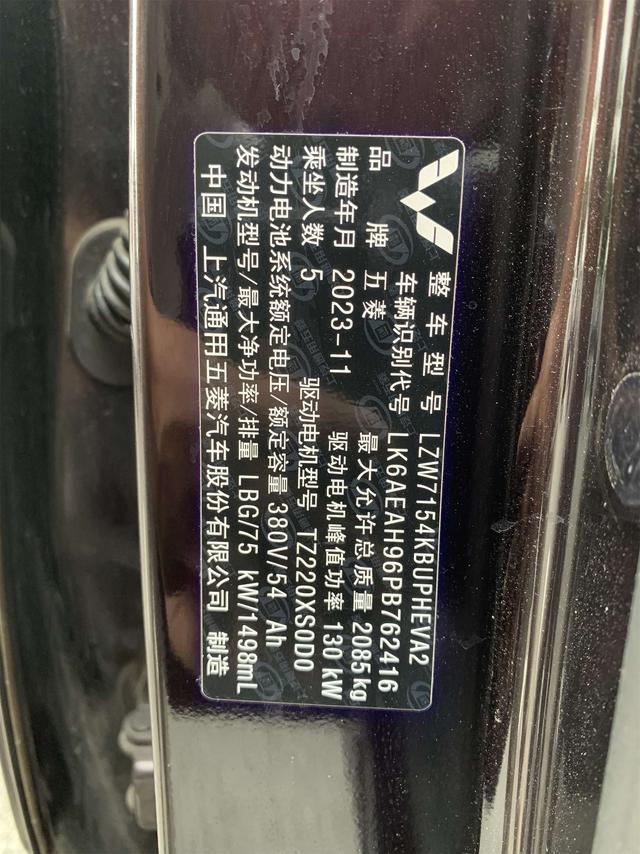 整车型号 LZW7154KBUPHEVA2
车辆识别代号 LK6AEAH96PB762416
品牌 五菱 最大允许总质量 2085kg
制造年月 2023-11 驱动电机峰值功率 130 kW
乘坐人数 5 驱动电机型号 TZ220XS0D0
动力电池系统额定电压/额定容量 380V/54 Ah
发动机型号/最大净功率/排量 LBG/75 kW/1498mL
中国 上汽通用五菱汽车股份有限公司 制造